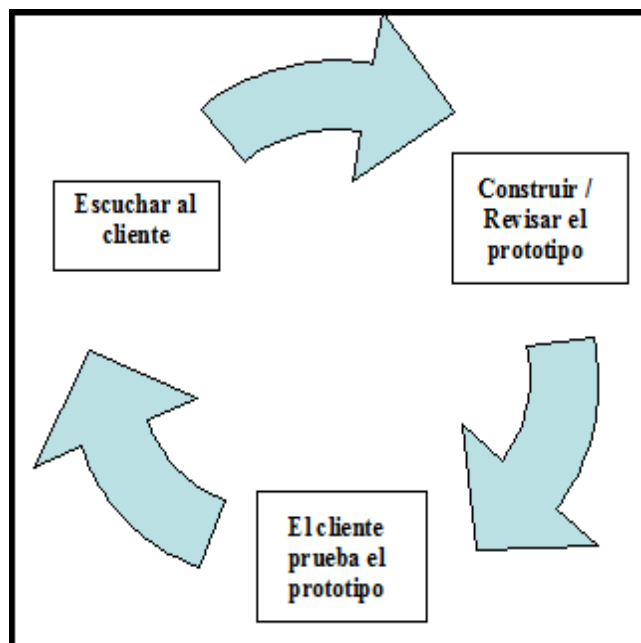 Escuchar al
cliente
Construir /
Revisar el
prototipo
El cliente
prueba el
prototipo